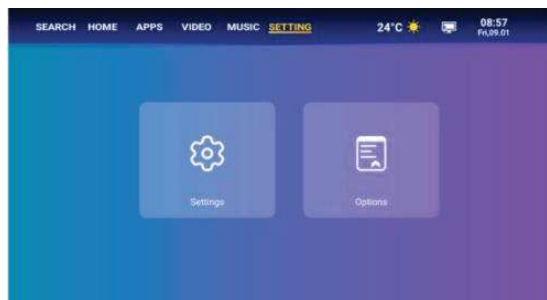 SEARCH HOME APPS VIDEO MUSIC SETTING 24°C 08:57
Fri,09.01
Settings Options